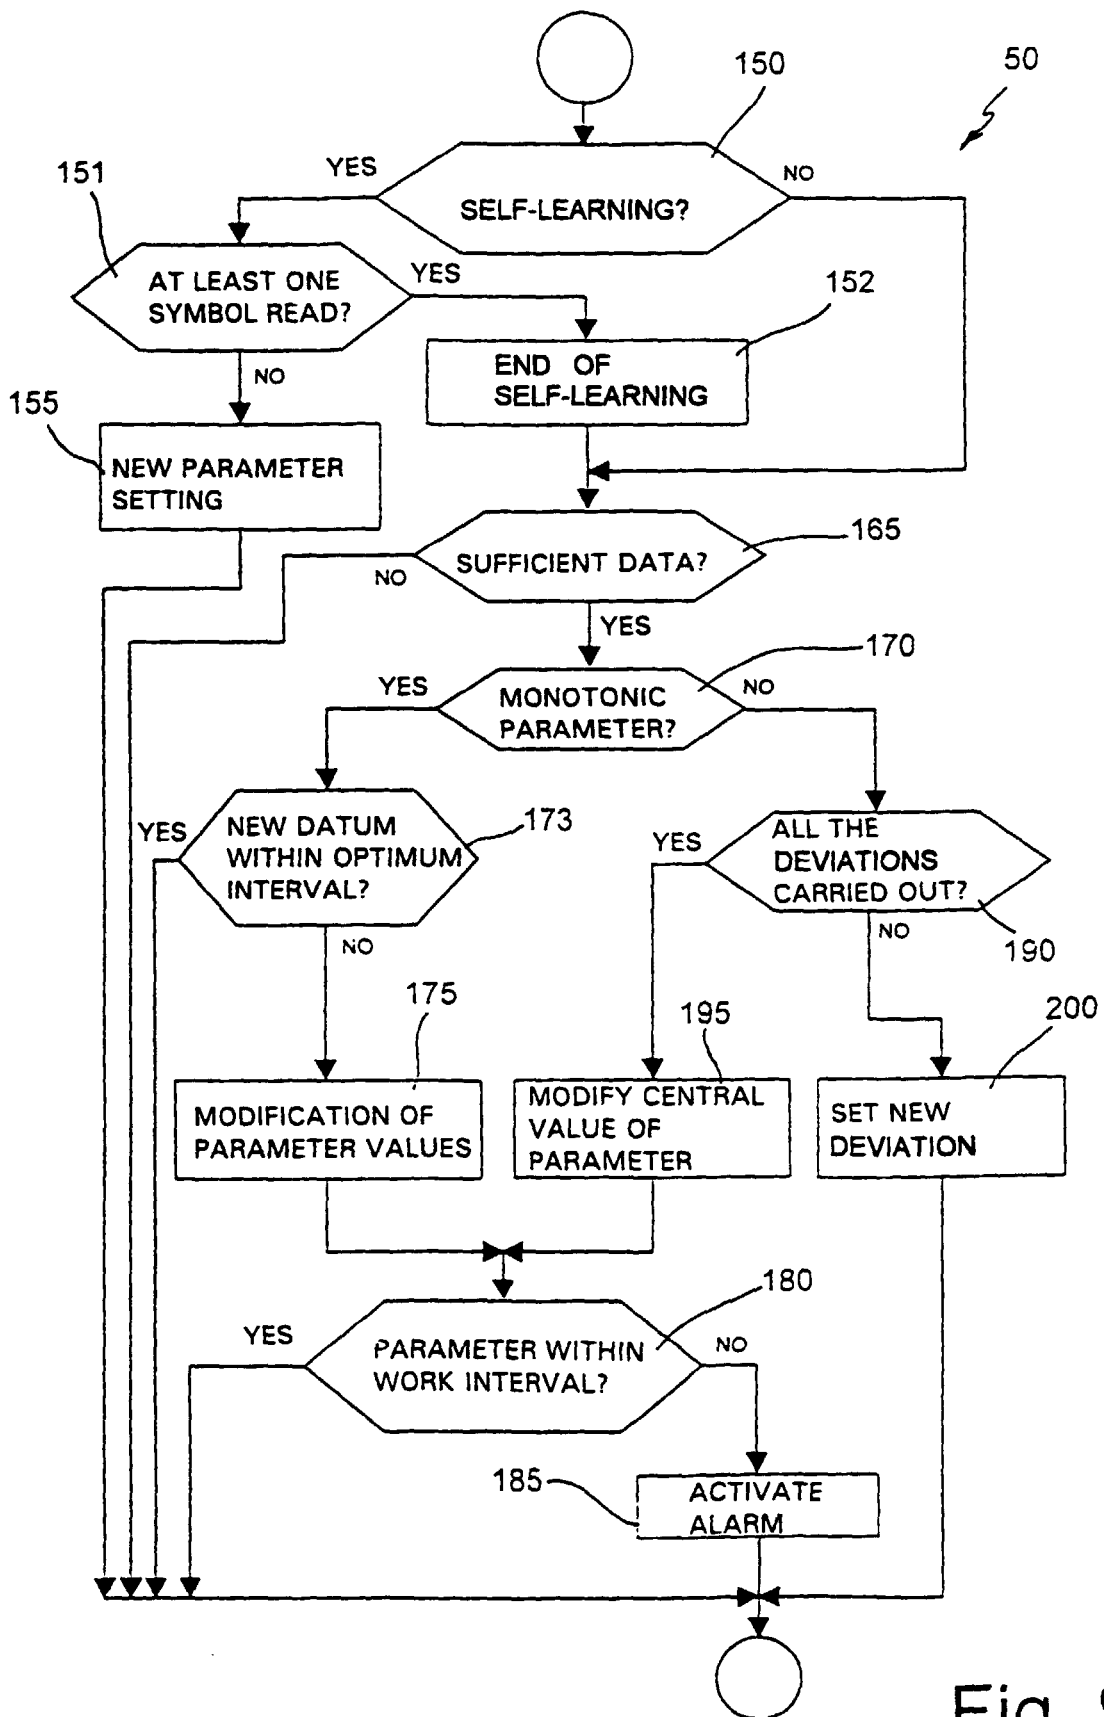 150
50
151
YES
NO
SELF-LEARNING?
AT LEAST ONE
SYMBOL READ?
YES
152
END OF
SELF-LEARNING
NO
155
NEW PARAMETER
SETTING
165
SUFFICIENT DATA?
NO
YES
170
YES
MONOTONIC
PARAMETER?
NO
YES
NEW DATUM
WITHIN OPTIMUM
INTERVAL?
173
YES
ALL THE
DEVIATIONS
CARRIED OUT?
NO
NO
190
175
195
200
MODIFICATION OF
PARAMETER VALUES
MODIFY CENTRAL
VALUE OF
PARAMETER
SET NEW
DEVIATION
180
YES
PARAMETER WITHIN
WORK INTERVAL?
NO
185
ACTIVATE
ALARM
Fig.